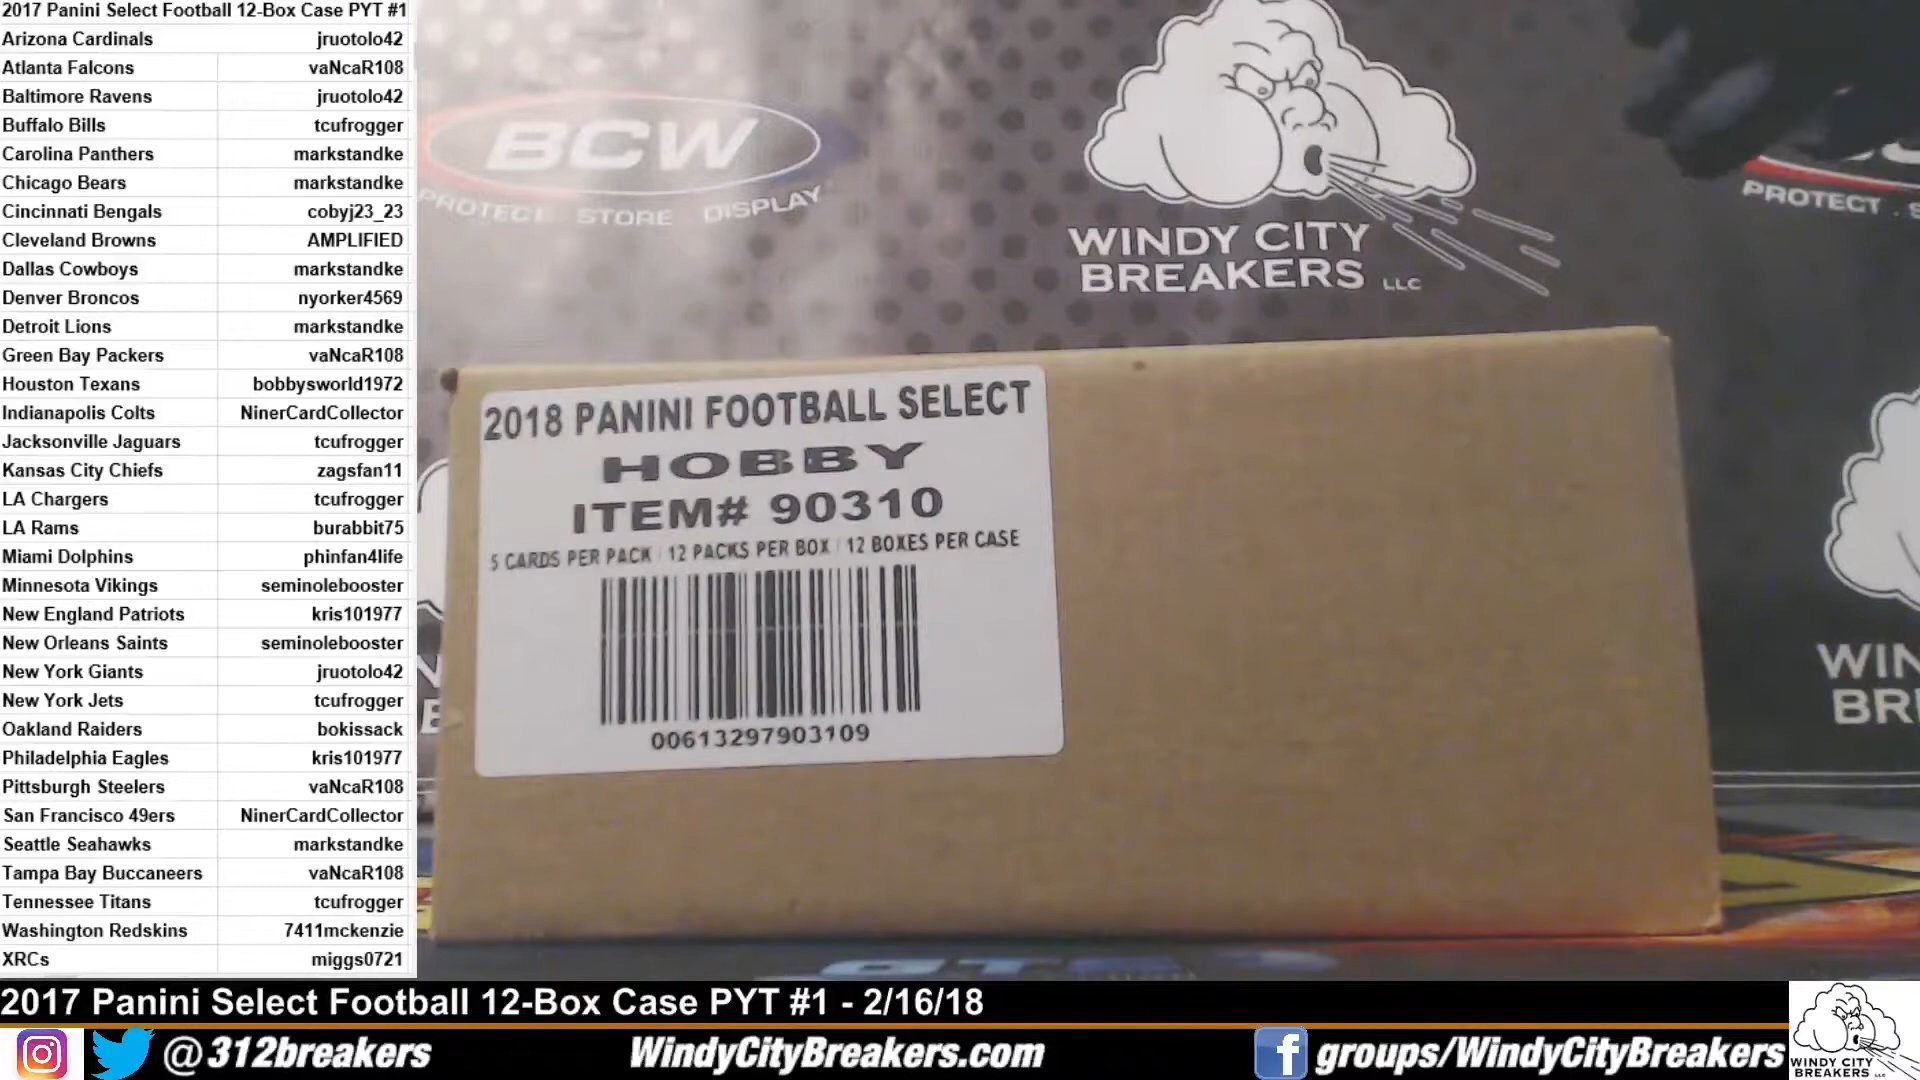 2017 Panini Select Football 12-Box Case PYT #1
Arizona Cardinals jruotolo42
Atlanta Falcons vaNcaR108
Baltimore Ravens jruotolo42
Buffalo Bills tcufrogger
Carolina Panthers markstandke
Chicago Bears markstandke
Cincinnati Bengals cobyj23_23
Cleveland Browns AMPLIFIED
Dallas Cowboys markstandke
Denver Broncos nyorker4569
Detroit Lions markstandke
Green Bay Packers vaNcaR108
Houston Texans bobbysworld1972
Indianapolis Colts NinerCardCollector
Jacksonville Jaguars tcufrogger
Kansas City Chiefs zagsfan11
LA Chargers tcufrogger
LA Rams burabbit75
Miami Dolphins phinfan4life
Minnesota Vikings seminolebooster
New England Patriots kris101977
New Orleans Saints seminolebooster
New York Giants jruotolo42
New York Jets tcufrogger
Oakland Raiders bokissack
Philadelphia Eagles kris101977
Pittsburgh Steelers vaNcaR108
San Francisco 49ers NinerCardCollector
Seattle Seahawks markstandke
Tampa Bay Buccaneers vaNcaR108
Tennessee Titans tcufrogger
Washington Redskins 7411mckenzie
XRCs miggs0721
BCW
PROTECT STORE DISPLAY
WINDY CITY
BREAKERS LLC
PROTECT
2018 PANINI FOOTBALL SELECT
HOBBY
ITEM# 90310
5 CARDS PER PACK 12 PACKS PER BOX 12 BOXES PER CASE
00613297903109
WIN
BR
2017 Panini Select Football 12-Box Case PYT #1 - 2/16/18
@312breakers WindyCityBreakers.com f groups/WindyCityBreakers
WINDY CITY
BREAKERS LLC